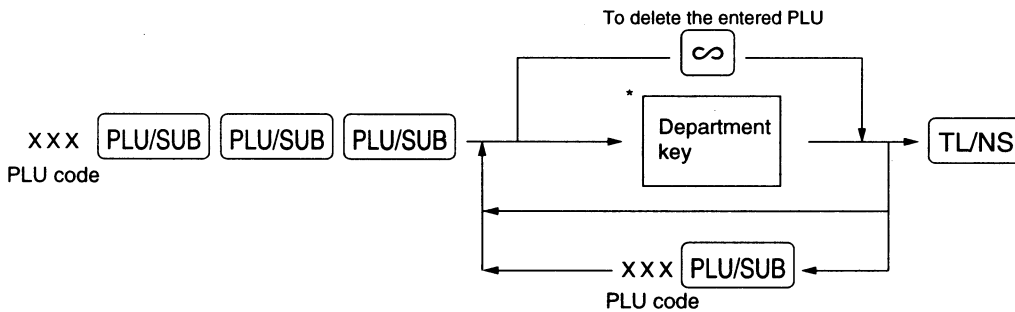 To delete the entered PLU
∽
*
xxx PLU/SUB PLU/SUB PLU/SUB Department key TL/NS
PLU code
xxx PLU/SUB
PLU code